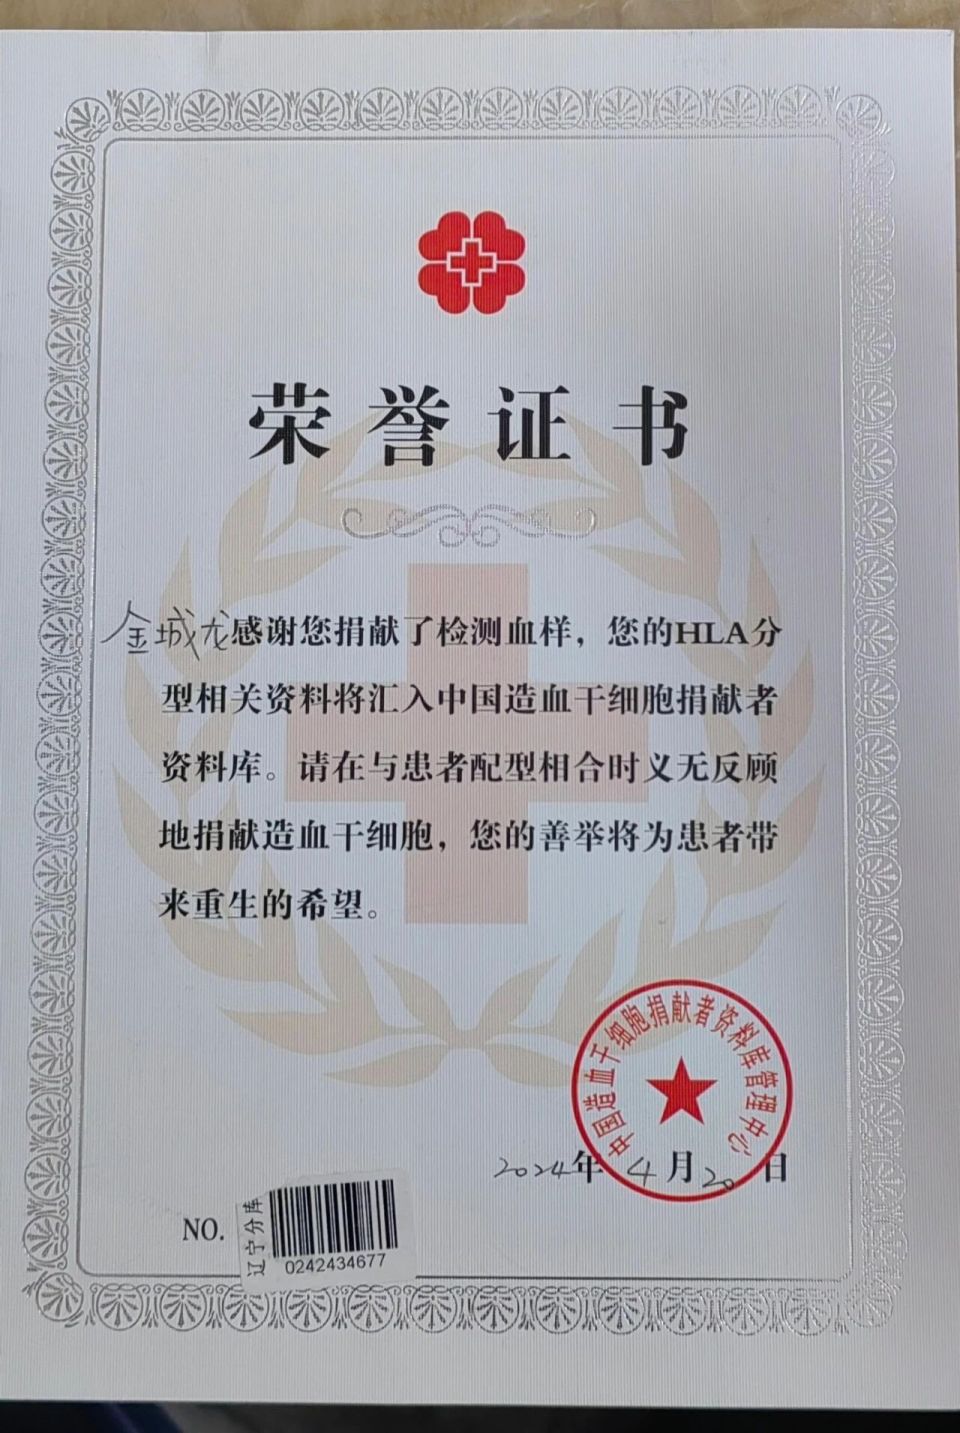 荣誉证书
金城龙感谢您捐献了检测血样，您的HLA分
型相关资料将汇入中国造血干细胞捐献者
资料库。请在与患者配型相合时义无反顾
地捐献造血干细胞，您的善举将为患者带
来重生的希望。
中国造血干细胞捐献者资料库管理中心
2024年4月20日
NO.
辽宁分库
0242434677